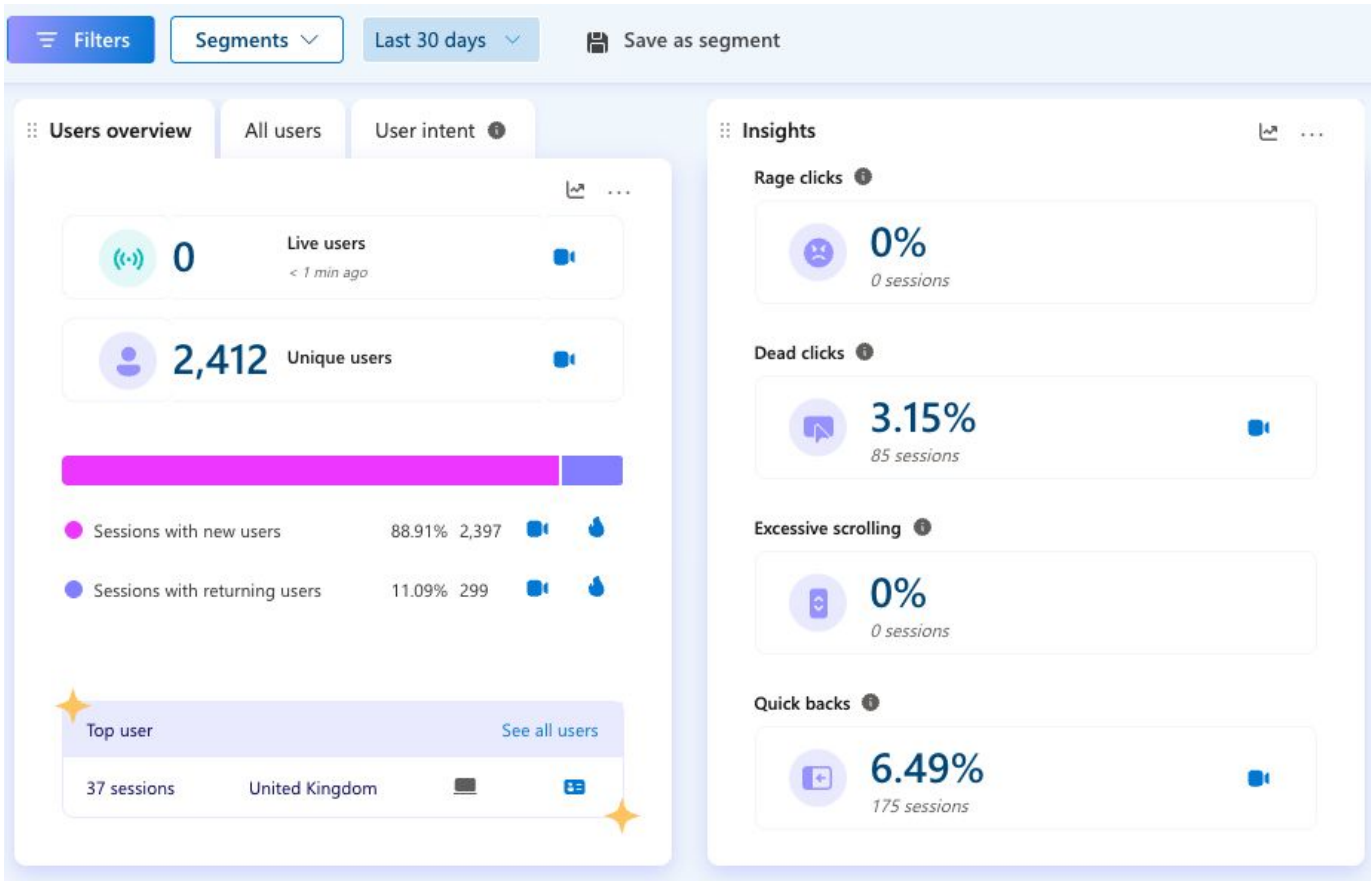 Filters
Segments
Last 30 days
Save as segment
Users overview
All users
User intent
Live users
0
< 1 min ago
2,412 Unique users
Sessions with new users 88.91% 2,397
Sessions with returning users 11.09% 299
Top user See all users
37 sessions United Kingdom
Insights
Rage clicks
0%
0 sessions
Dead clicks
3.15%
85 sessions
Excessive scrolling
0%
0 sessions
Quick backs
6.49%
175 sessions